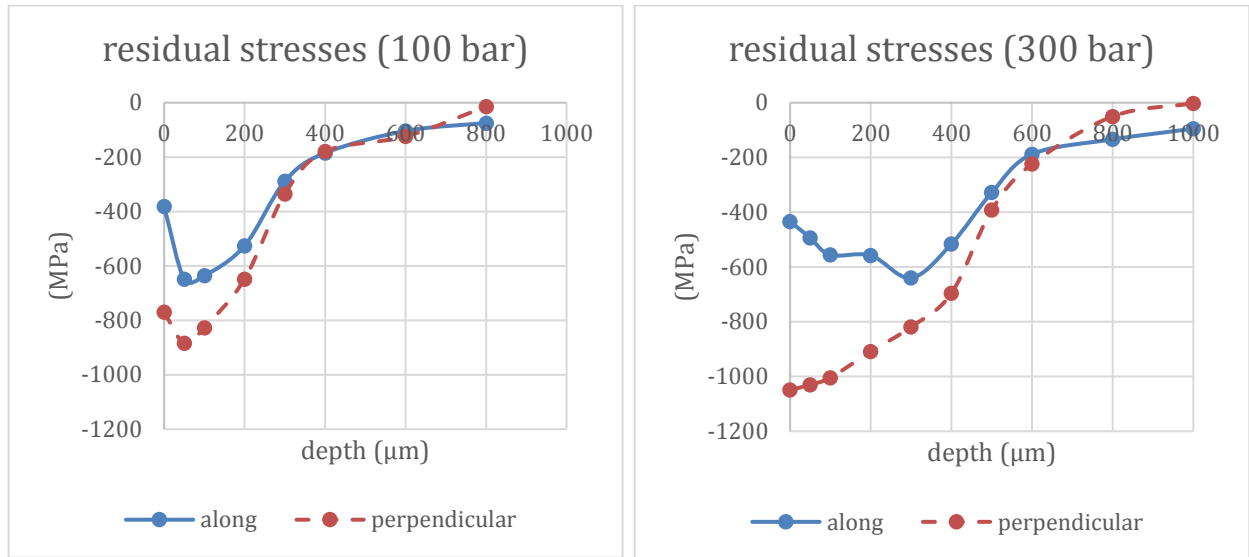 residual stresses (100 bar)
0
0 200 400 600 800 1000
-200
-400
-600
-800
-1000
-1200
(MPa)
depth (μm)
along perpendicular
residual stresses (300 bar)
0
0 200 400 600 800 1000
-200
-400
-600
-800
-1000
-1200
(MPa)
depth (μm)
along perpendicular